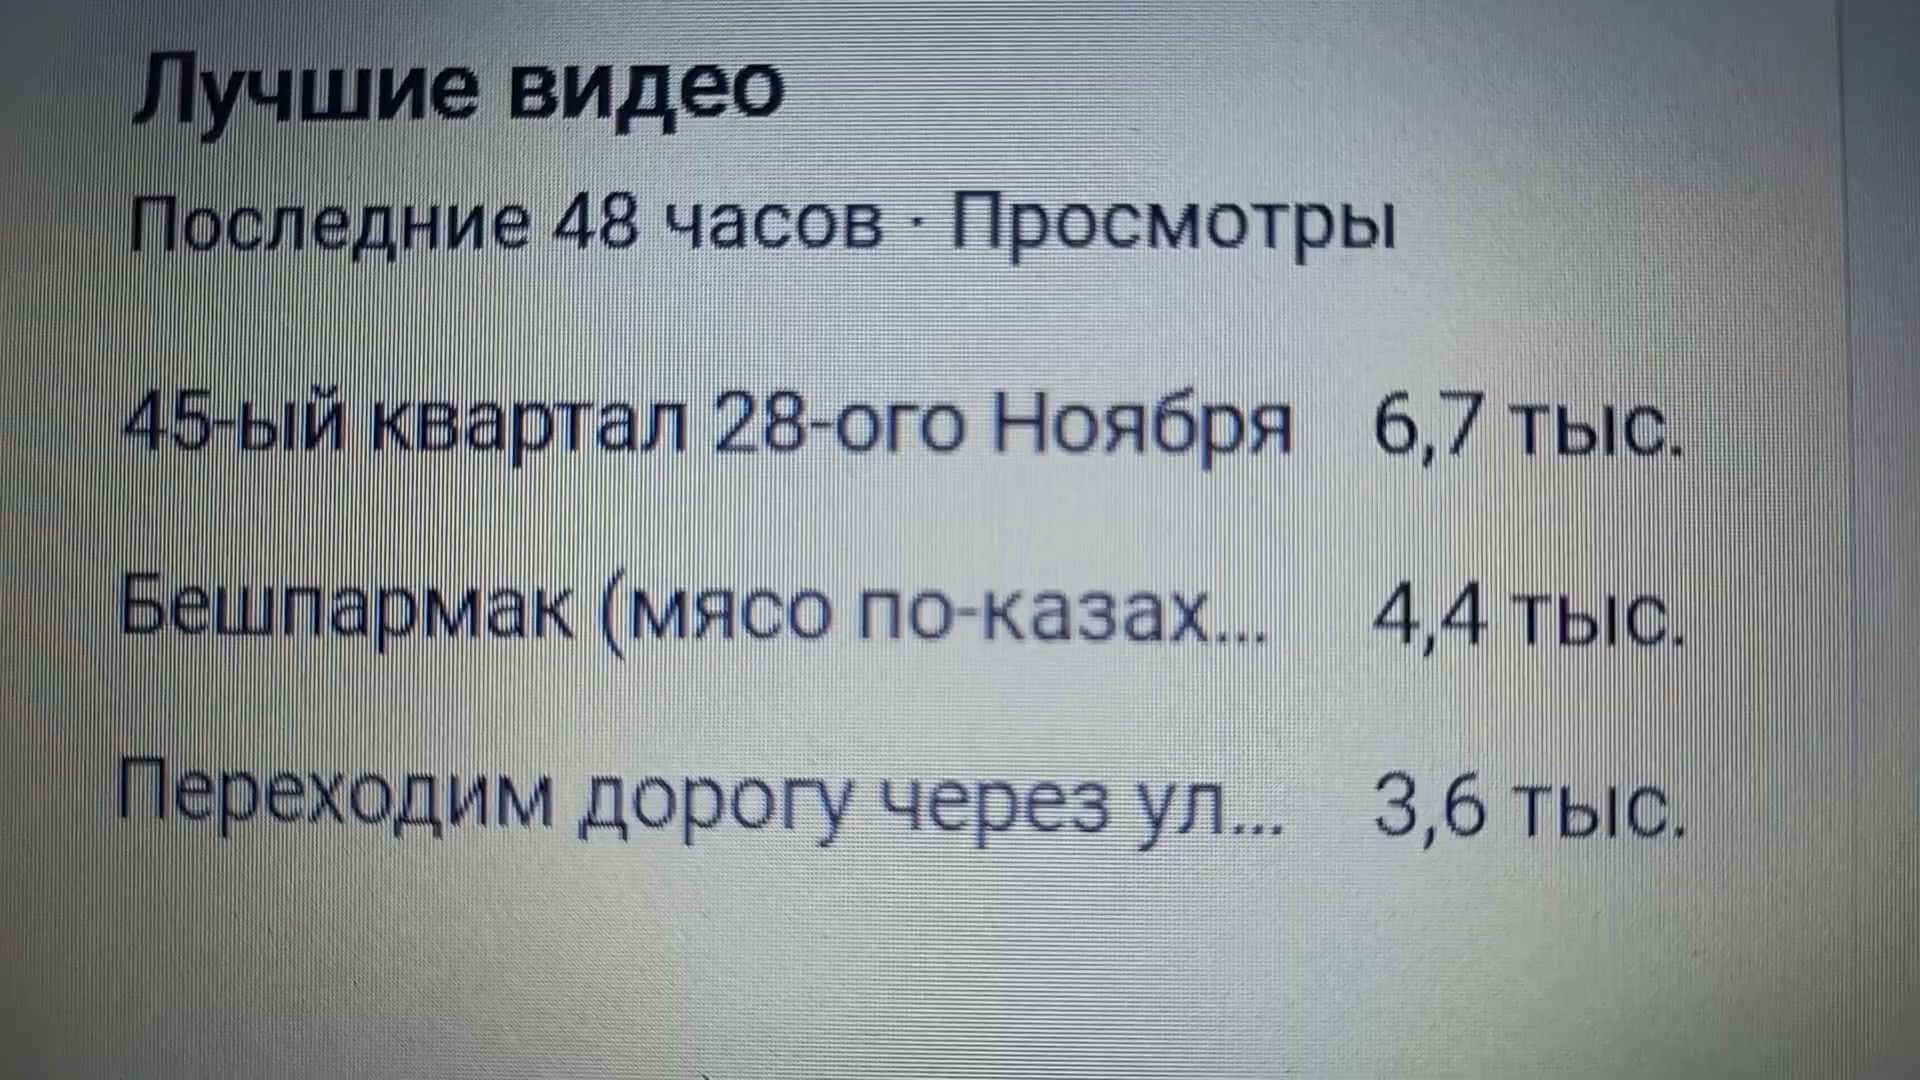 Лучшие видео
Последние 48 часов · Просмотры
45-ый квартал 28-ого Ноября 6,7 тыс.
Бешпармак (мясо по-казах... 4,4 тыс.
Переходим дорогу через ул... 3,6 тыс.